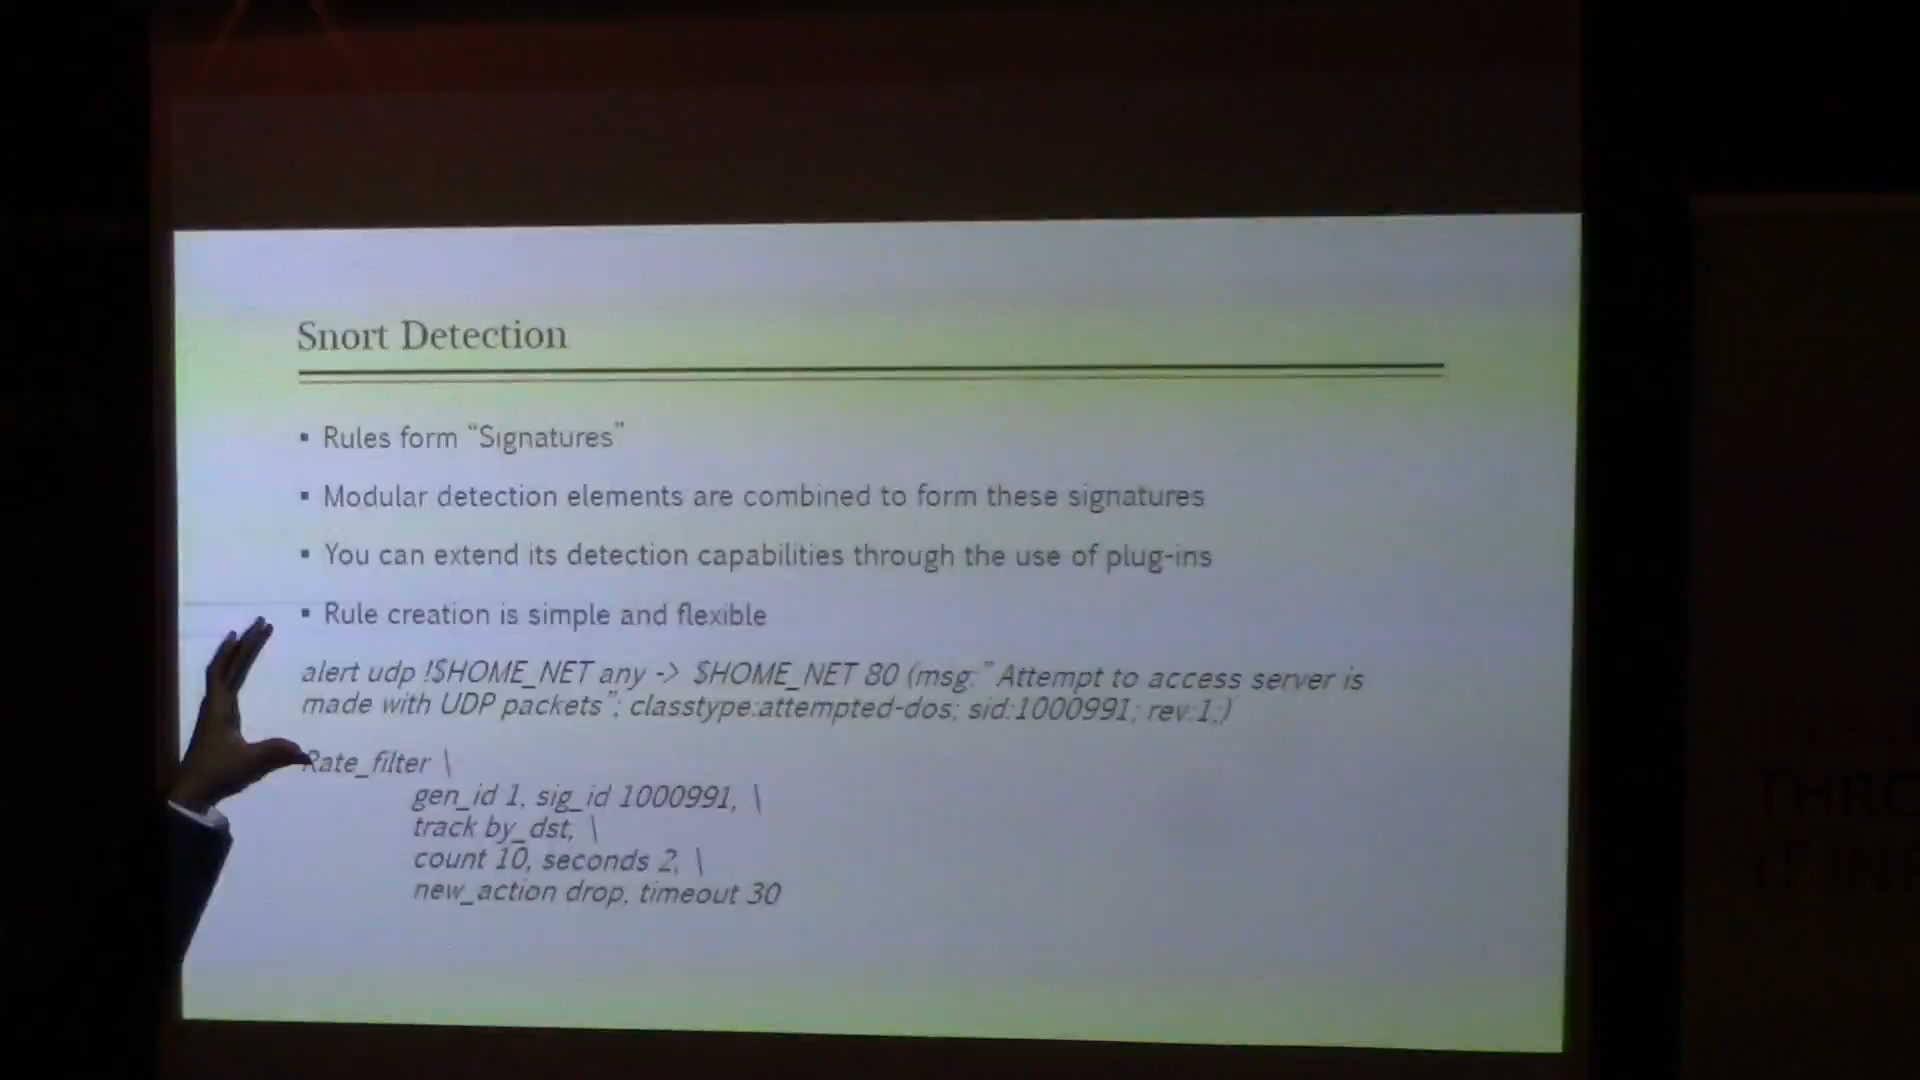 Snort Detection
▪ Rules form “Signatures”
▪ Modular detection elements are combined to form these signatures
▪ You can extend its detection capabilities through the use of plug-ins
▪ Rule creation is simple and flexible
alert udp !$HOME_NET any -> $HOME_NET 80 (msg:” Attempt to access server is
made with UDP packets”; classtype:attempted-dos; sid:1000991; rev:1;)
Rate_filter \
gen_id 1, sig_id 1000991, \
track by_dst, \
count 10, seconds 2, \
new_action drop, timeout 30